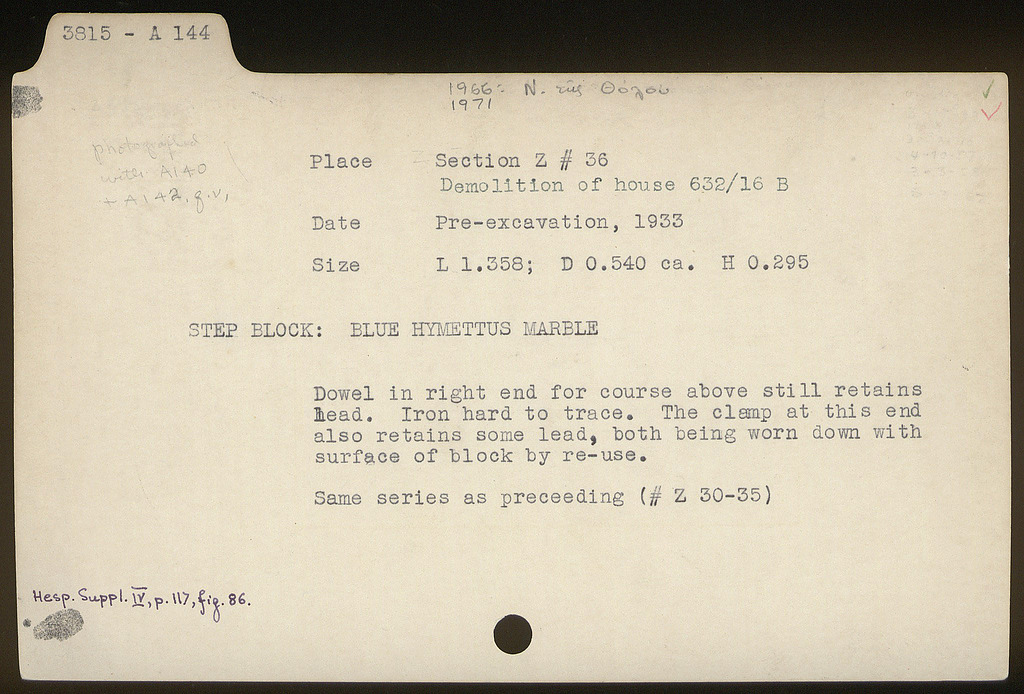 3815 - A 144
1966: N. τῆς Θόλου
1971
photographed
with A140
+ A142, q.v.,
Place Section Z # 36
Demolition of house 632/16 B
Date Pre-excavation, 1933
Size L 1.358; D 0.540 ca. H 0.295
STEP BLOCK: BLUE HYMETTUS MARBLE
Dowel in right end for course above still retains
lead. Iron hard to trace. The clamp at this end
also retains some lead, both being worn down with
surface of block by re-use.
Same series as preceeding (# Z 30-35)
Hesp. Suppl. IV, p. 117, fig. 86.